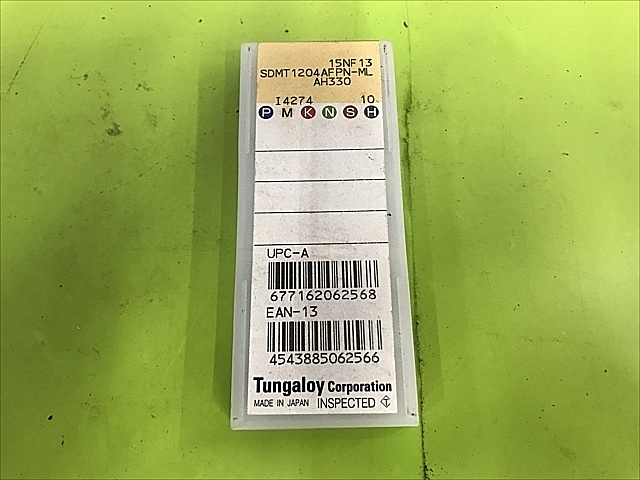 15NF13
SDMT1204AFPN-ML
AH330
I4274 10
P M K N S H
UPC-A
677162062568
EAN-13
4543885062566
Tungaloy Corporation
MADE IN JAPAN INSPECTED T